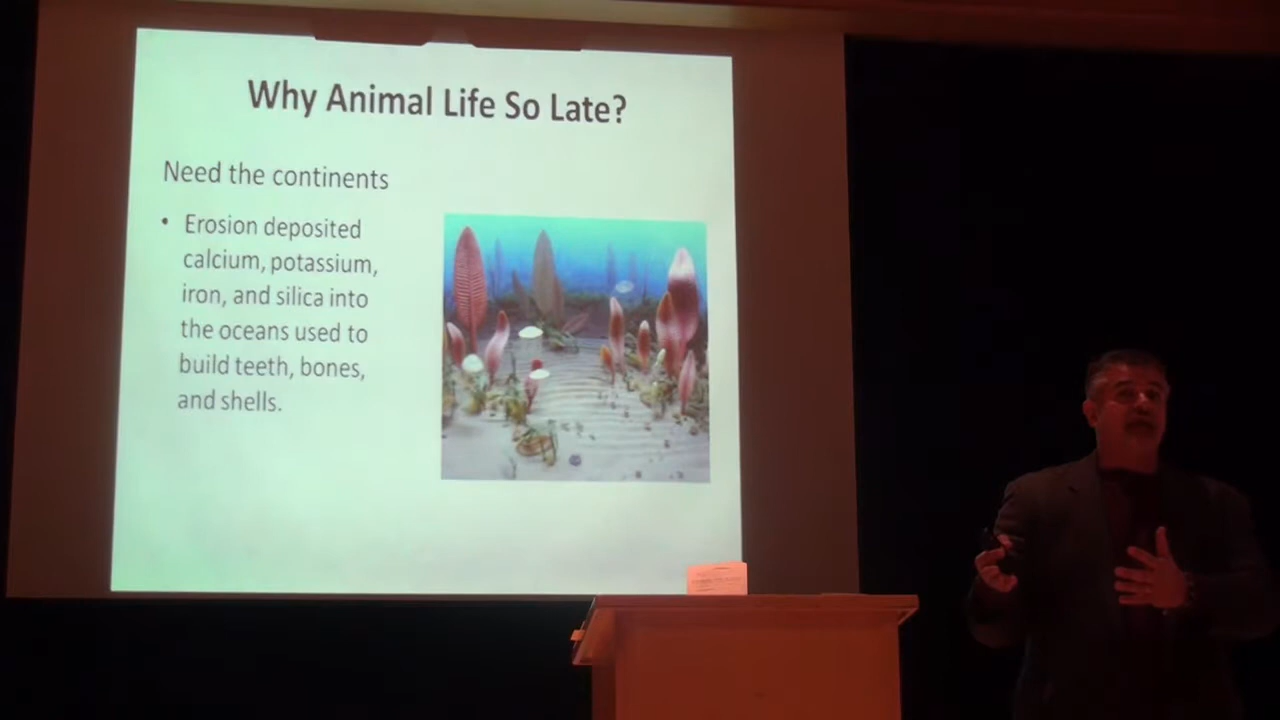 Why Animal Life So Late?
Need the continents
• Erosion deposited
calcium, potassium,
iron, and silica into
the oceans used to
build teeth, bones,
and shells.